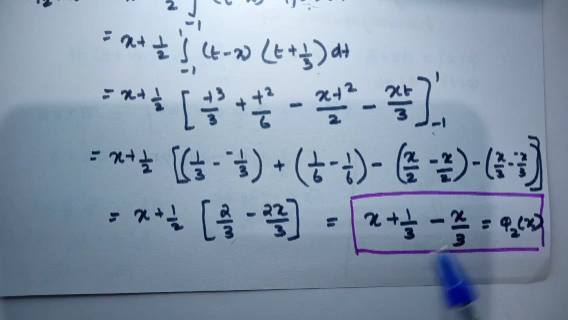 = x + 1/2 ∫_{-1}^{1} (t-x) (t + 1/3) dt
= x + 1/2 [ t³/3 + t²/6 - xt²/2 - xt/3 ]_{-1}^{1}
= x + 1/2 [ (1/3 - -1/3) + (1/6 - 1/6) - (x/2 - x/2) - (x/3 - -x/3) ]
= x + 1/2 [ 2/3 - 2x/3 ] = x + 1/3 - x/3 = φ₂(x)